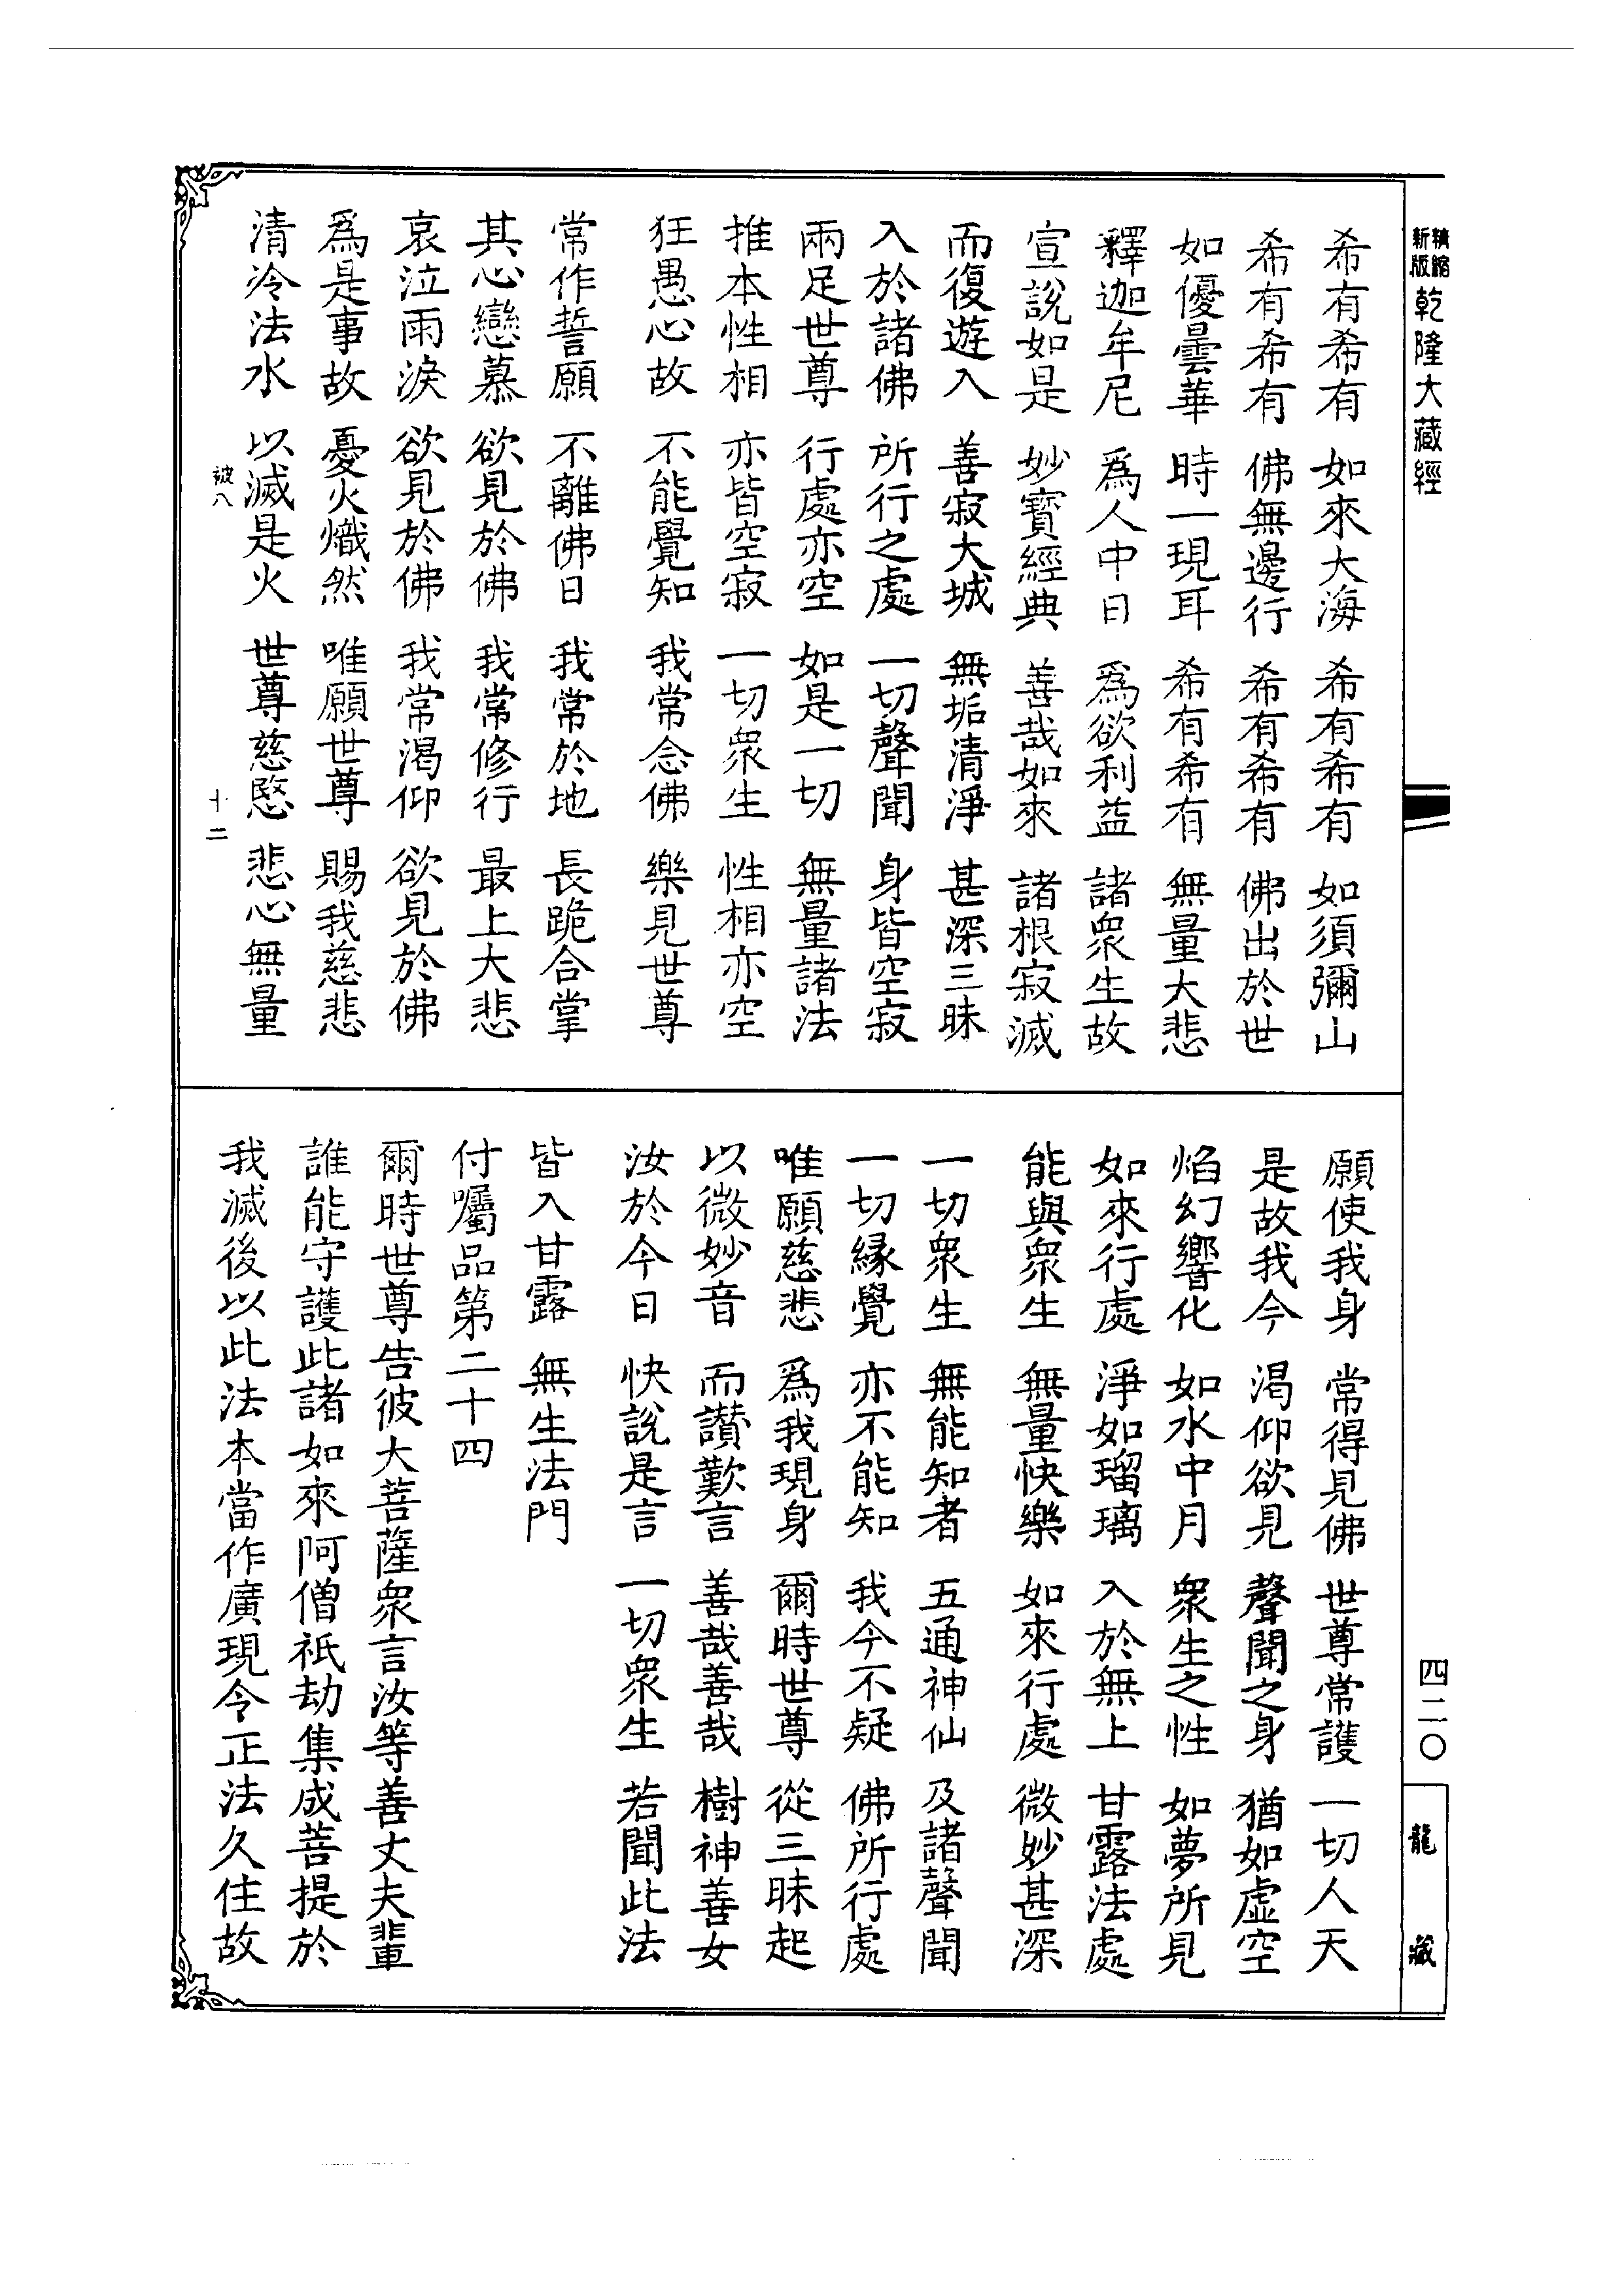 精縮新版乾隆大藏經
四二〇
龍藏
希有希有 如來大海 希有希有 如須彌山
希有希有 佛無邊行 希有希有 佛出於世
如優曇華 時一現耳 希有希有 無量大悲
釋迦牟尼 爲人中日 爲欲利益 諸衆生故
宣說如是 妙寳經典 善哉如來 諸根寂滅
而復遊入 善寂大城 無垢清淨 甚深三昧
入於諸佛 所行之處 一切聲聞 身皆空寂
兩足世尊 行處亦空 如是一切 無量諸法
推本性相 亦皆空寂 一切衆生 性相亦空
狂愚心故 不能覺知 我常念佛 樂見世尊
常作誓願 不離佛日 我常於地 長跪合掌
其心戀慕 欲見於佛 我常修行 最上大悲
哀泣雨淚 欲見於佛 我常渴仰 欲見於佛
爲是事故 憂火熾然 唯願世尊 賜我慈悲
清冷法水 以滅是火 世尊慈愍 悲心無量
被八 十二
願使我身 常得見佛 世尊常護 一切人天
是故我今 渴仰欲見 聲聞之身 猶如虛空
焰幻響化 如水中月 衆生之性 如夢所見
如來行處 淨如瑠璃 入於無上 甘露法處
能與衆生 無量快樂 如來行處 微妙甚深
一切衆生 無能知者 五通神仙 及諸聲聞
一切緣覺 亦不能知 我今不疑 佛所行處
唯願慈悲 爲我現身 爾時世尊 從三昧起
以微妙音 而讃歎言 善哉善哉 樹神善女
汝於今日 快說是言 一切衆生 若聞此法
皆入甘露 無生法門
付囑品第二十四
爾時世尊告彼大菩薩衆言汝等善丈夫輩
誰能守護此諸如來阿僧祇劫集成菩提於
我滅後以此法本當作廣現令正法久住故